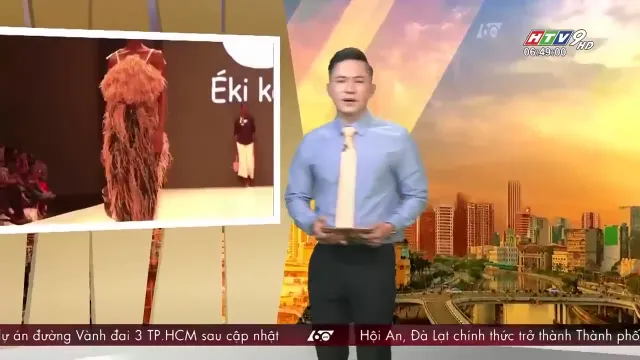 HTV9 HD
06:49:00
Éki k
dự án đường Vành đai 3 TP.HCM sau cập nhật
Hội An, Đà Lạt chính thức trở thành Thành phố